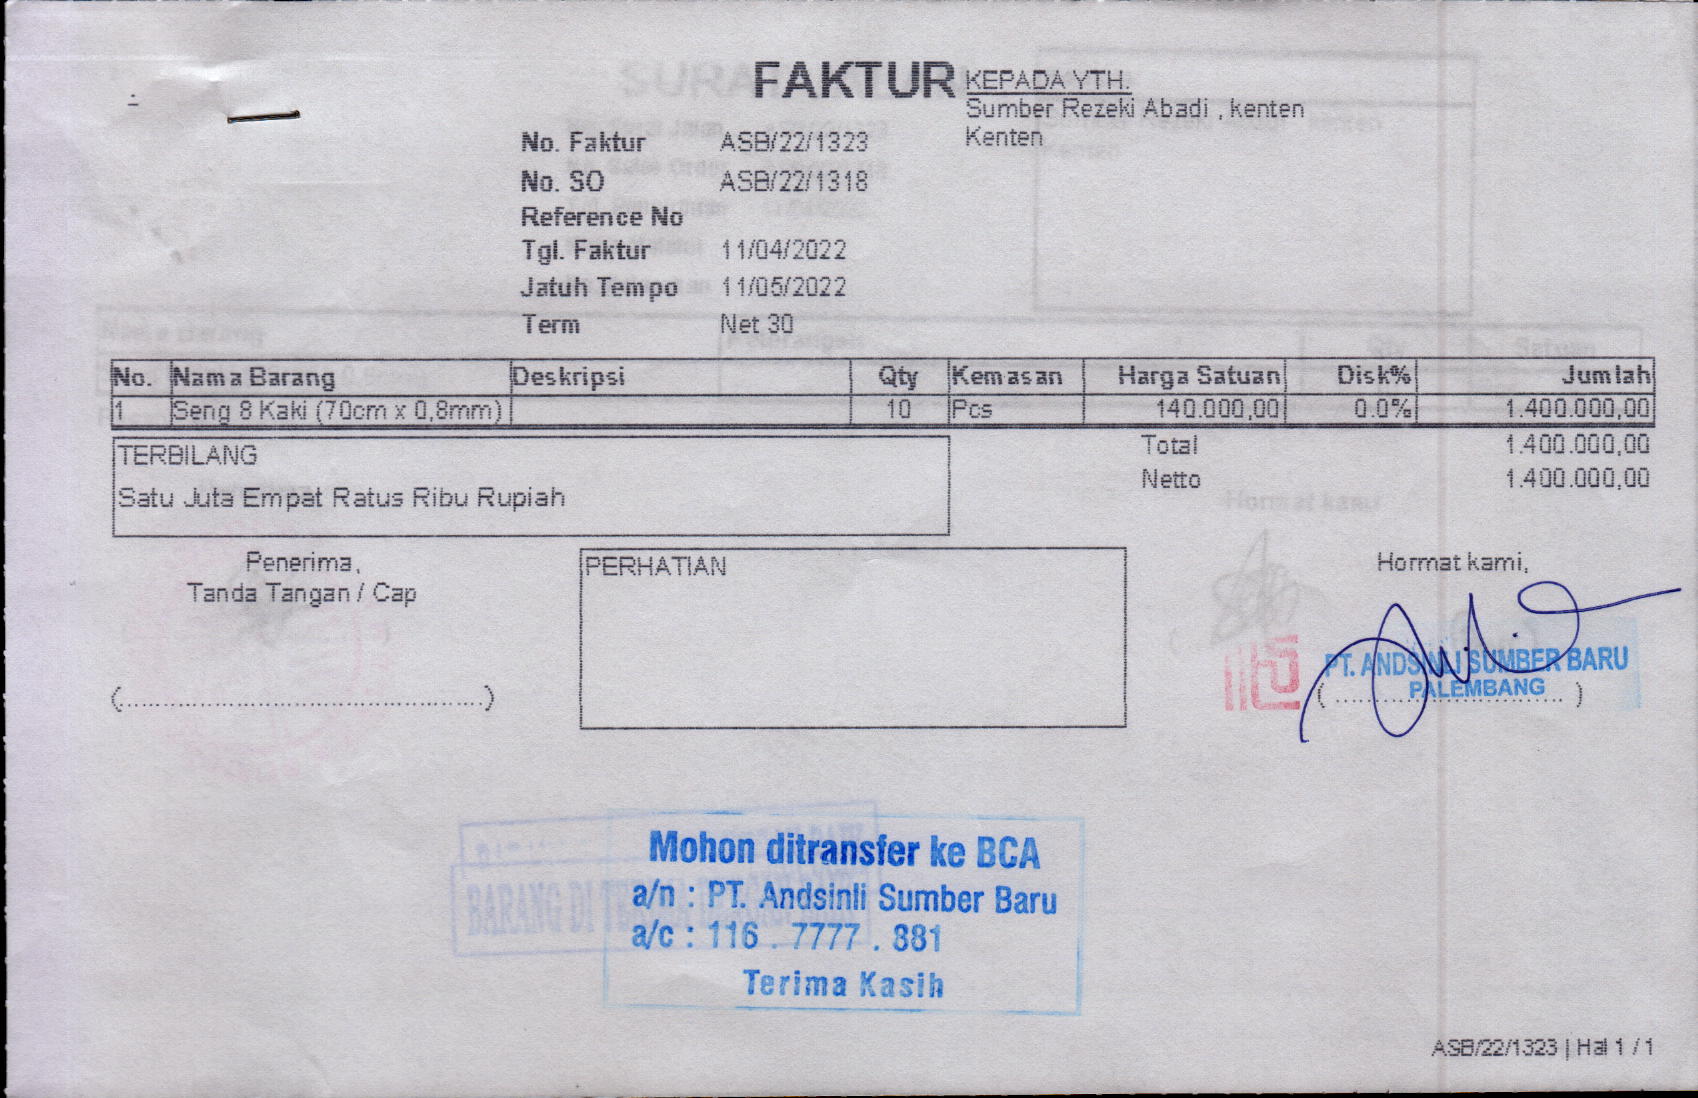 FAKTUR
KEPADA YTH.
Sumber Rezeki Abadi , kenten
Kenten
No. Faktur ASB/22/1323
No. SO ASB/22/1318
Reference No
Tgl. Faktur 11/04/2022
Jatuh Tempo 11/05/2022
Term Net 30
No. Nama Barang Deskripsi Qty Kemasan Harga Satuan Disk% Jumlah
1 Seng 8 Kaki (70cm x 0,8mm) 10 Pcs 140.000,00 0.0% 1.400.000,00
Total 1.400.000,00
Netto 1.400.000,00
TERBILANG
Satu Juta Empat Ratus Ribu Rupiah
Penerima,
Tanda Tangan / Cap
PERHATIAN
Hormat kami,
PT. ANDSINLI SUMBER BARU
PALEMBANG
Mohon ditransfer ke BCA
a/n : PT. Andsinli Sumber Baru
a/c : 116 . 7777 . 881
Terima Kasih
ASB/22/1323 | Hal 1 / 1